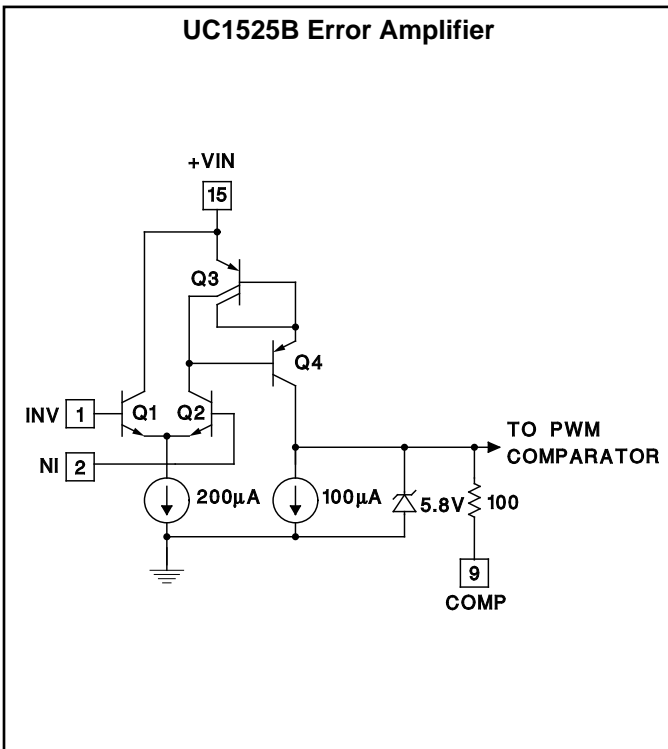 UC1525B Error Amplifier
+VIN
15
Q3
Q4
INV 1 Q1 Q2
NI 2
TO PWM
COMPARATOR
200µA 100µA 5.8V 100
9
COMP